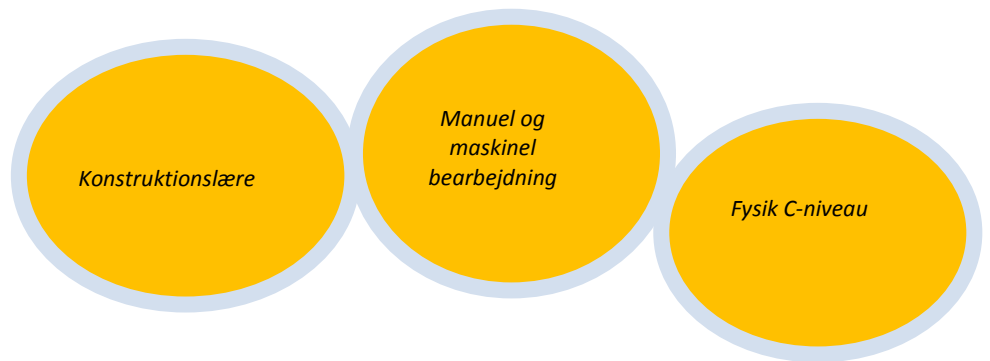 Konstruktionslære
Manuel og
maskinel
bearbejdning
Fysik C-niveau